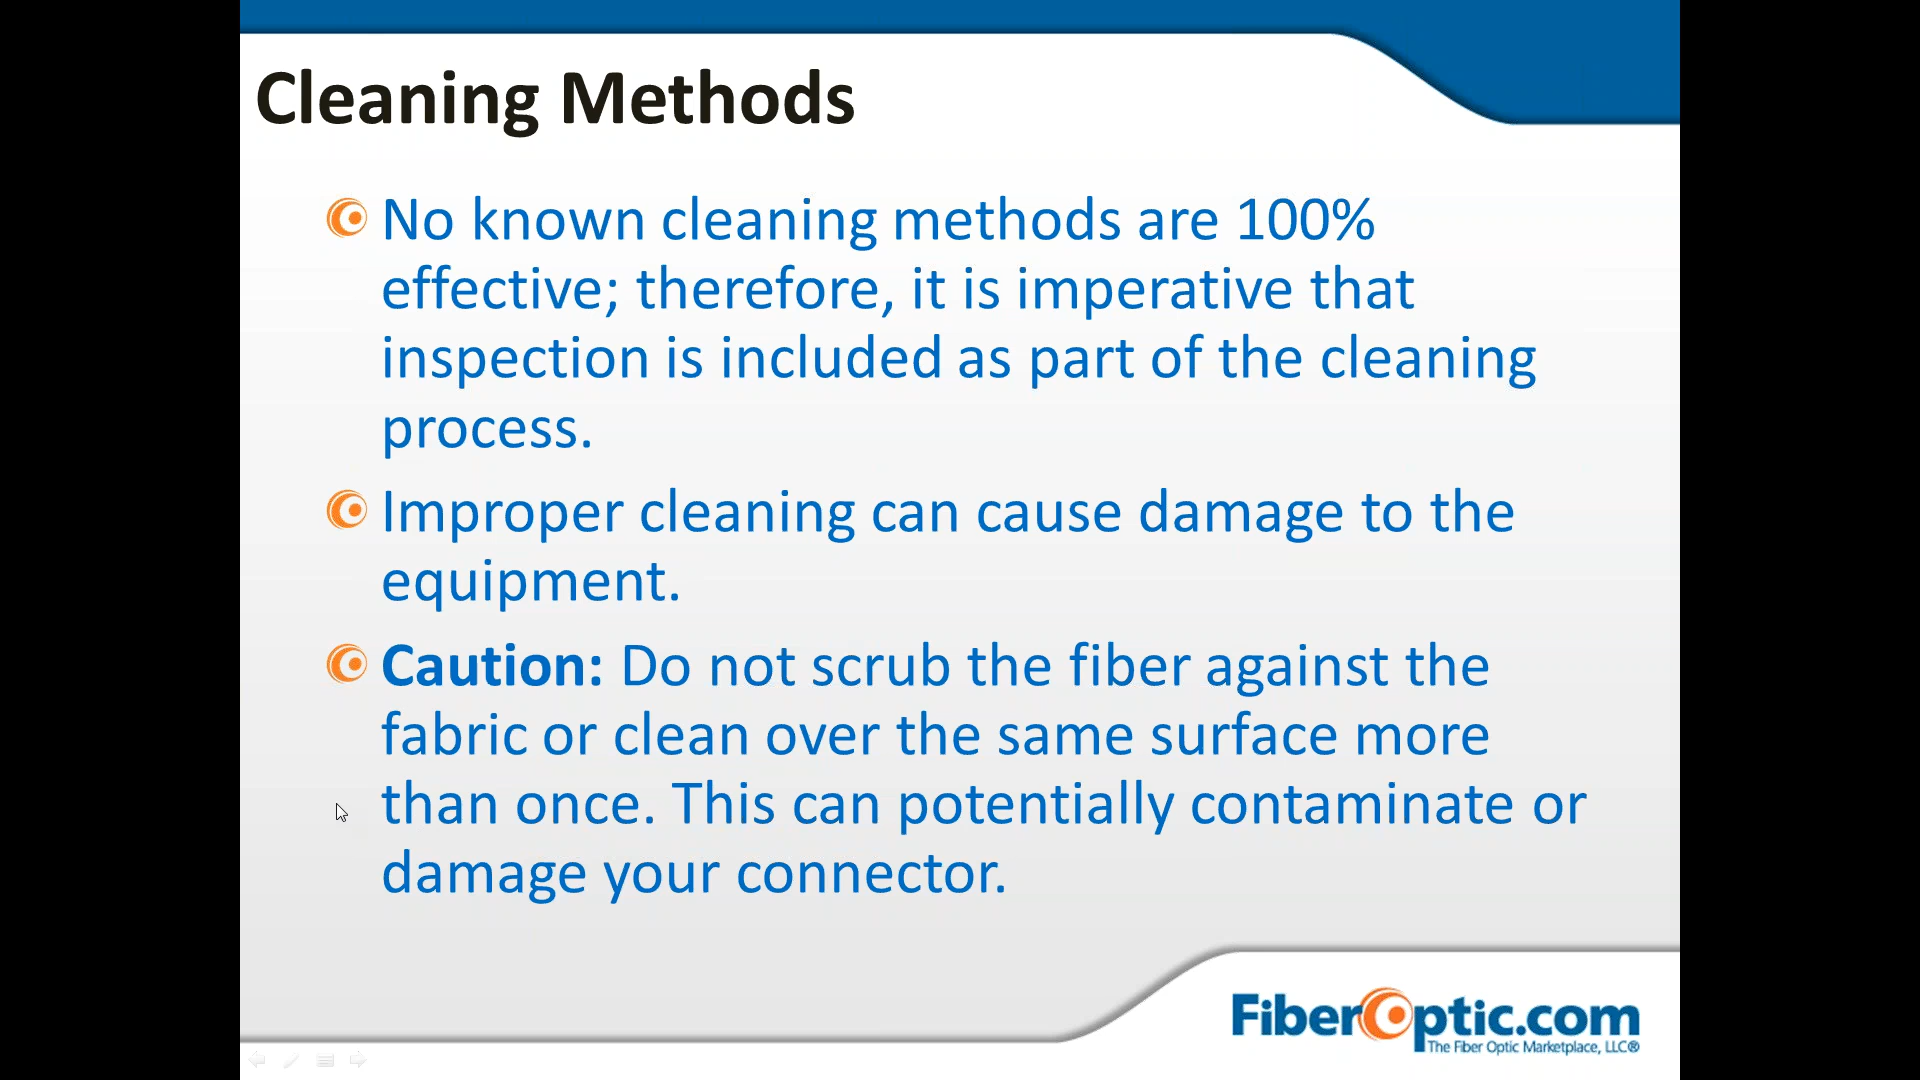 Cleaning Methods
No known cleaning methods are 100%
effective; therefore, it is imperative that
inspection is included as part of the cleaning
process.
Improper cleaning can cause damage to the
equipment.
Caution: Do not scrub the fiber against the
fabric or clean over the same surface more
than once. This can potentially contaminate or
damage your connector.
FiberOptic.com
The Fiber Optic Marketplace, LLC®